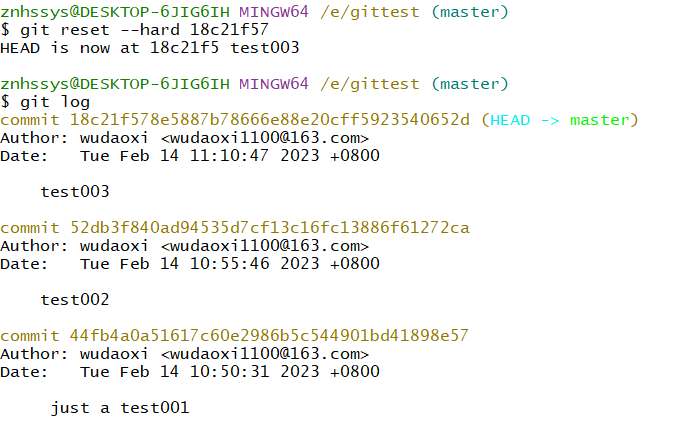 znhssys@DESKTOP-6JIG6IH MINGW64 /e/gittest (master)
$ git reset --hard 18c21f57
HEAD is now at 18c21f5 test003
znhssys@DESKTOP-6JIG6IH MINGW64 /e/gittest (master)
$ git log
commit 18c21f578e5887b78666e88e20cff5923540652d (HEAD -> master)
Author: wudaoxi <wudaoxi1100@163.com>
Date:   Tue Feb 14 11:10:47 2023 +0800
    test003
commit 52db3f840ad94535d7cf13c16fc13886f61272ca
Author: wudaoxi <wudaoxi1100@163.com>
Date:   Tue Feb 14 10:55:46 2023 +0800
    test002
commit 44fb4a0a51617c60e2986b5c544901bd41898e57
Author: wudaoxi <wudaoxi1100@163.com>
Date:   Tue Feb 14 10:50:31 2023 +0800
     just a test001